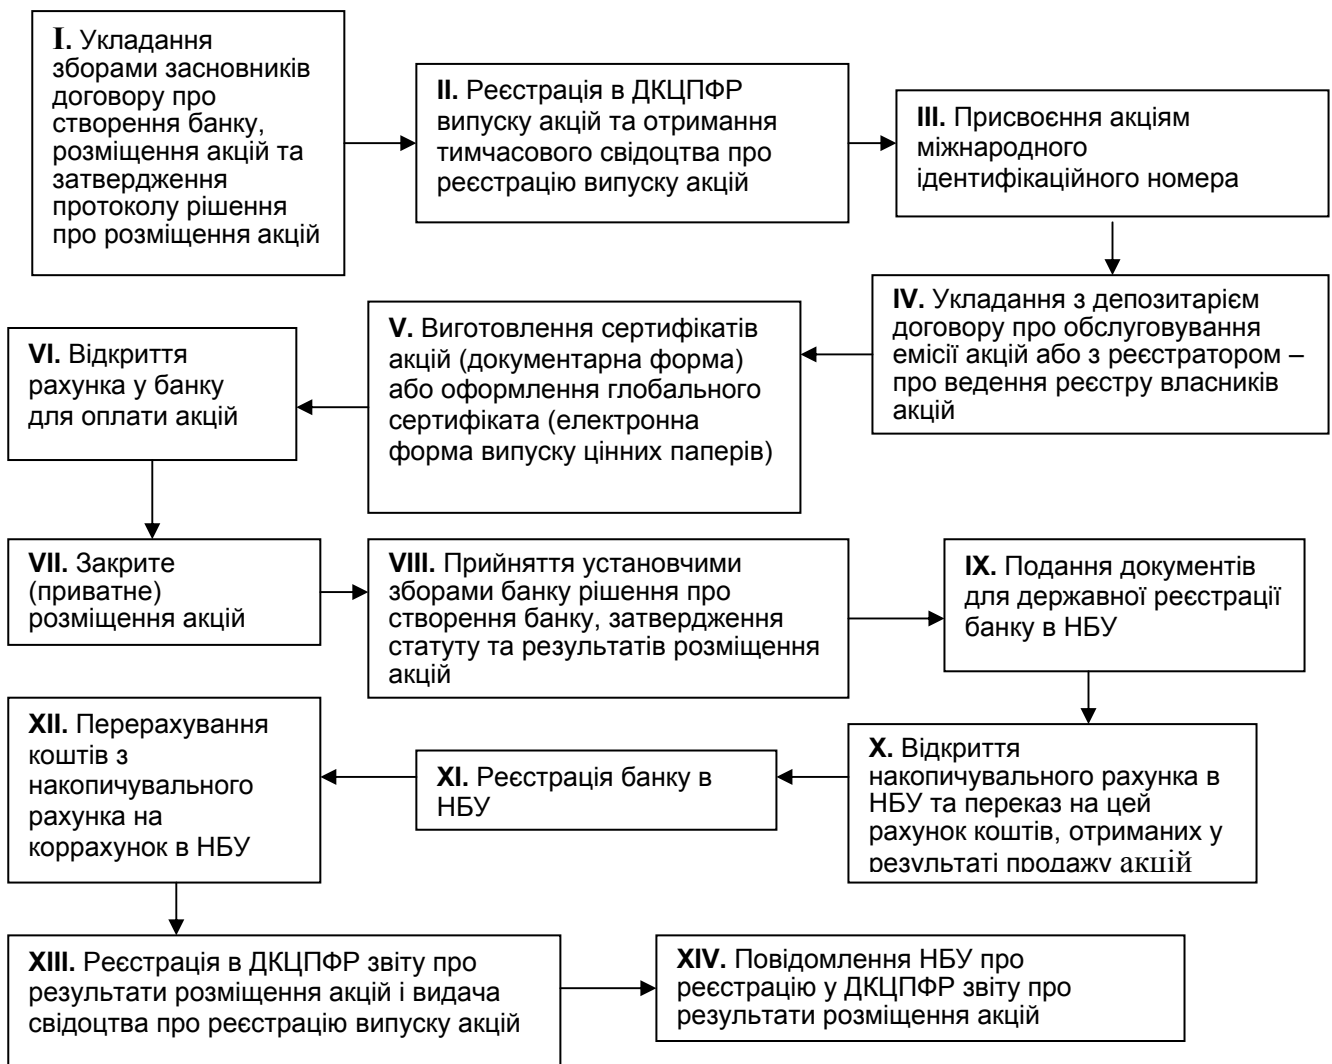 I. Укладання
зборами засновників
договору про
створення банку,
розміщення акцій та
затвердження
протоколу рішення
про розміщення акцій
II. Реєстрація в ДКЦПФР
випуску акцій та отримання
тимчасового свідоцтва про
реєстрацію випуску акцій
III. Присвоєння акціям
міжнародного
ідентифікаційного номера
IV. Укладання з депозитарієм
договору про обслуговування
емісії акцій або з реєстратором –
про ведення реєстру власників
акцій
V. Виготовлення сертифікатів
акцій (документарна форма)
або оформлення глобального
сертифіката (електронна
форма випуску цінних паперів)
VI. Відкриття
рахунка у банку
для оплати акцій
VII. Закрите
(приватне)
розміщення акцій
VIII. Прийняття установчими
зборами банку рішення про
створення банку, затвердження
статуту та результатів розміщення
акцій
IX. Подання документів
для державної реєстрації
банку в НБУ
X. Відкриття
накопичувального рахунка в
НБУ та переказ на цей
рахунок коштів, отриманих у
результаті продажу акцій
XI. Реєстрація банку в
НБУ
XII. Перерахування
коштів з
накопичувального
рахунка на
коррахунок в НБУ
XIII. Реєстрація в ДКЦПФР звіту про
результати розміщення акцій і видача
свідоцтва про реєстрацію випуску акцій
XIV. Повідомлення НБУ про
реєстрацію у ДКЦПФР звіту про
результати розміщення акцій